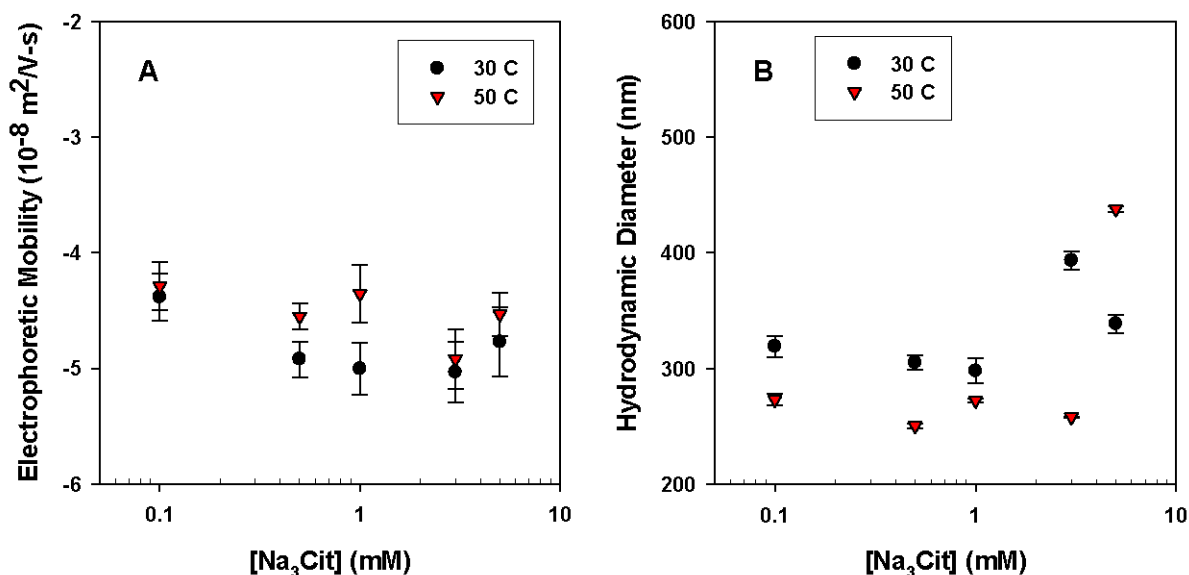 Electrophoretic Mobility (10⁻⁸ m²/V-s)
-2
-3
-4
-5
-6
A
30 C
50 C
0.1
1
10
[Na₃Cit] (mM)
Hydrodynamic Diameter (nm)
600
500
400
300
200
B
30 C
50 C
0.1
1
10
[Na₃Cit] (mM)